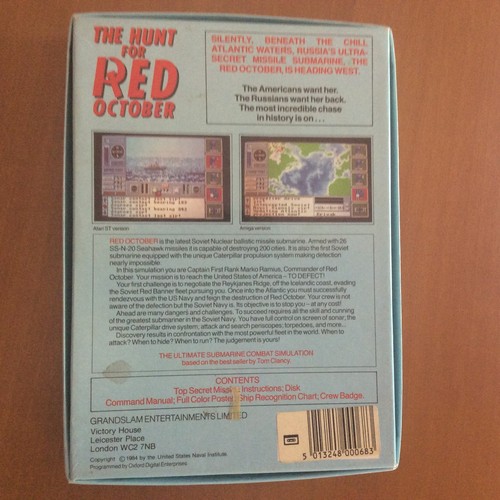 THE HUNT
FOR
RED
OCTOBER
SILENTLY, BENEATH THE CHILL
ATLANTIC WATERS, RUSSIA'S ULTRA-
SECRET MISSILE SUBMARINE, THE
RED OCTOBER, IS HEADING WEST.
The Americans want her.
The Russians want her back.
The most incredible chase
in history is on . . .
Atari ST version
Amiga version
RED OCTOBER is the latest Soviet Nuclear ballistic missile submarine. Armed with 26
SS-N-20 Seahawk missiles it is capable of destroying 200 cities. It is also the first Soviet
submarine equipped with the unique Caterpillar propulsion system making detection
nearly impossible.
In this simulation you are Captain First Rank Marko Ramius, Commander of Red
October. Your mission is to reach the United States of America – TO DEFECT!
Your first challenge is to negotiate the Reykjanes Ridge, off the Icelandic coast, evading
the Soviet Red Banner fleet pursuing you. Once into the Atlantic you must successfully
rendezvous with the US Navy and feign the destruction of Red October. Your crew is not
aware of the defection but the Soviet Navy is. Its objective is to stop you – at any cost!
Ahead are many dangers and challenges. To succeed requires all the skill and cunning
of the greatest submariner in the Soviet Navy. You have full control on screen of sonar; the
unique Caterpillar drive system; attack and search periscopes, torpedoes, and more...
Discovery results in confrontation with the most powerful fleet in the world. When to
attack? When to hide? When to run? The judgement is yours!
THE ULTIMATE SUBMARINE COMBAT SIMULATION
based on the best seller by Tom Clancy.
CONTENTS
Top Secret Mission Instructions; Disk
Command Manual; Full Color Poster; Ship Recognition Chart; Crew Badge.
GRANDSLAM ENTERTAINMENTS LIMITED
Victory House
Leicester Place
London WC2 7NB
Copyright © 1984 by the United States Naval Institute.
Programmed by Oxford Digital Enterprises.
5 013248 000683